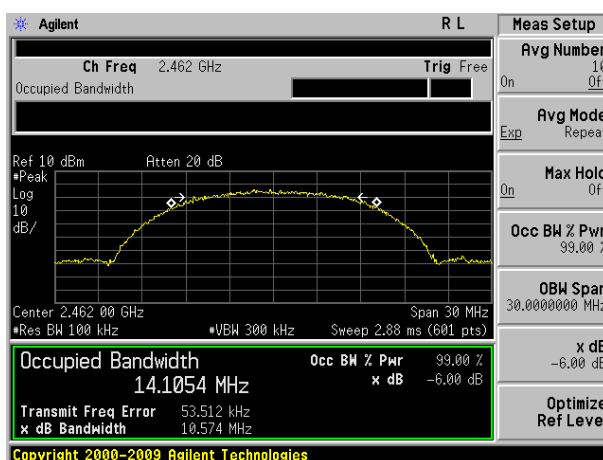 Agilent R L Meas Setup
Ch Freq 2.462 GHz Trig Free
Occupied Bandwidth
Avg Number
10
On Off
Avg Mode
Exp Repeat
Ref 10 dBm Atten 20 dB
#Peak
Log
10
dB/
Max Hold
On Off
Occ BW % Pwr
99.00 %
OBW Span
30.0000000 MHz
Center 2.462 00 GHz Span 30 MHz
#Res BW 100 kHz #VBW 300 kHz Sweep 2.88 ms (601 pts)
Occupied Bandwidth Occ BW % Pwr 99.00 %
14.1054 MHz x dB -6.00 dB
Transmit Freq Error 53.512 kHz
x dB Bandwidth 10.574 MHz
x dB
-6.00 dB
Optimize
Ref Level
Copyright 2000-2009 Agilent Technologies